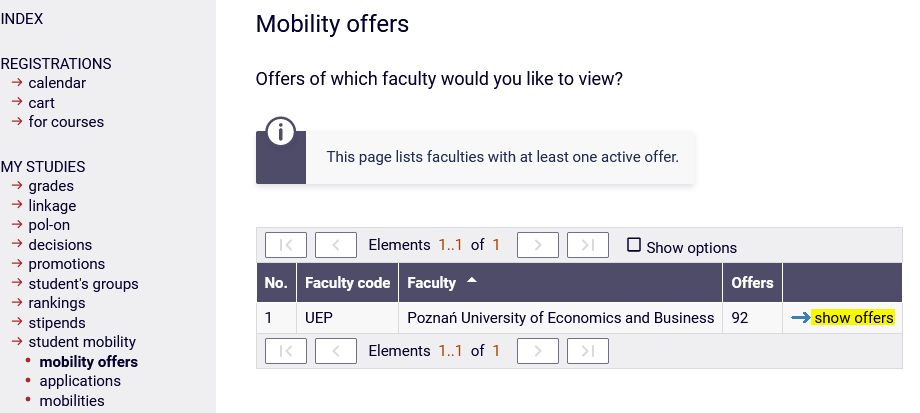 INDEX
REGISTRATIONS
calendar
cart
for courses
MY STUDIES
grades
linkage
pol-on
decisions
promotions
student's groups
rankings
stipends
student mobility
mobility offers
applications
mobilities
Mobility offers
Offers of which faculty would you like to view?
This page lists faculties with at least one active offer.
Elements 1..1 of 1 Show options
No. Faculty code Faculty Offers
1 UEP Poznań University of Economics and Business 92 show offers
Elements 1..1 of 1